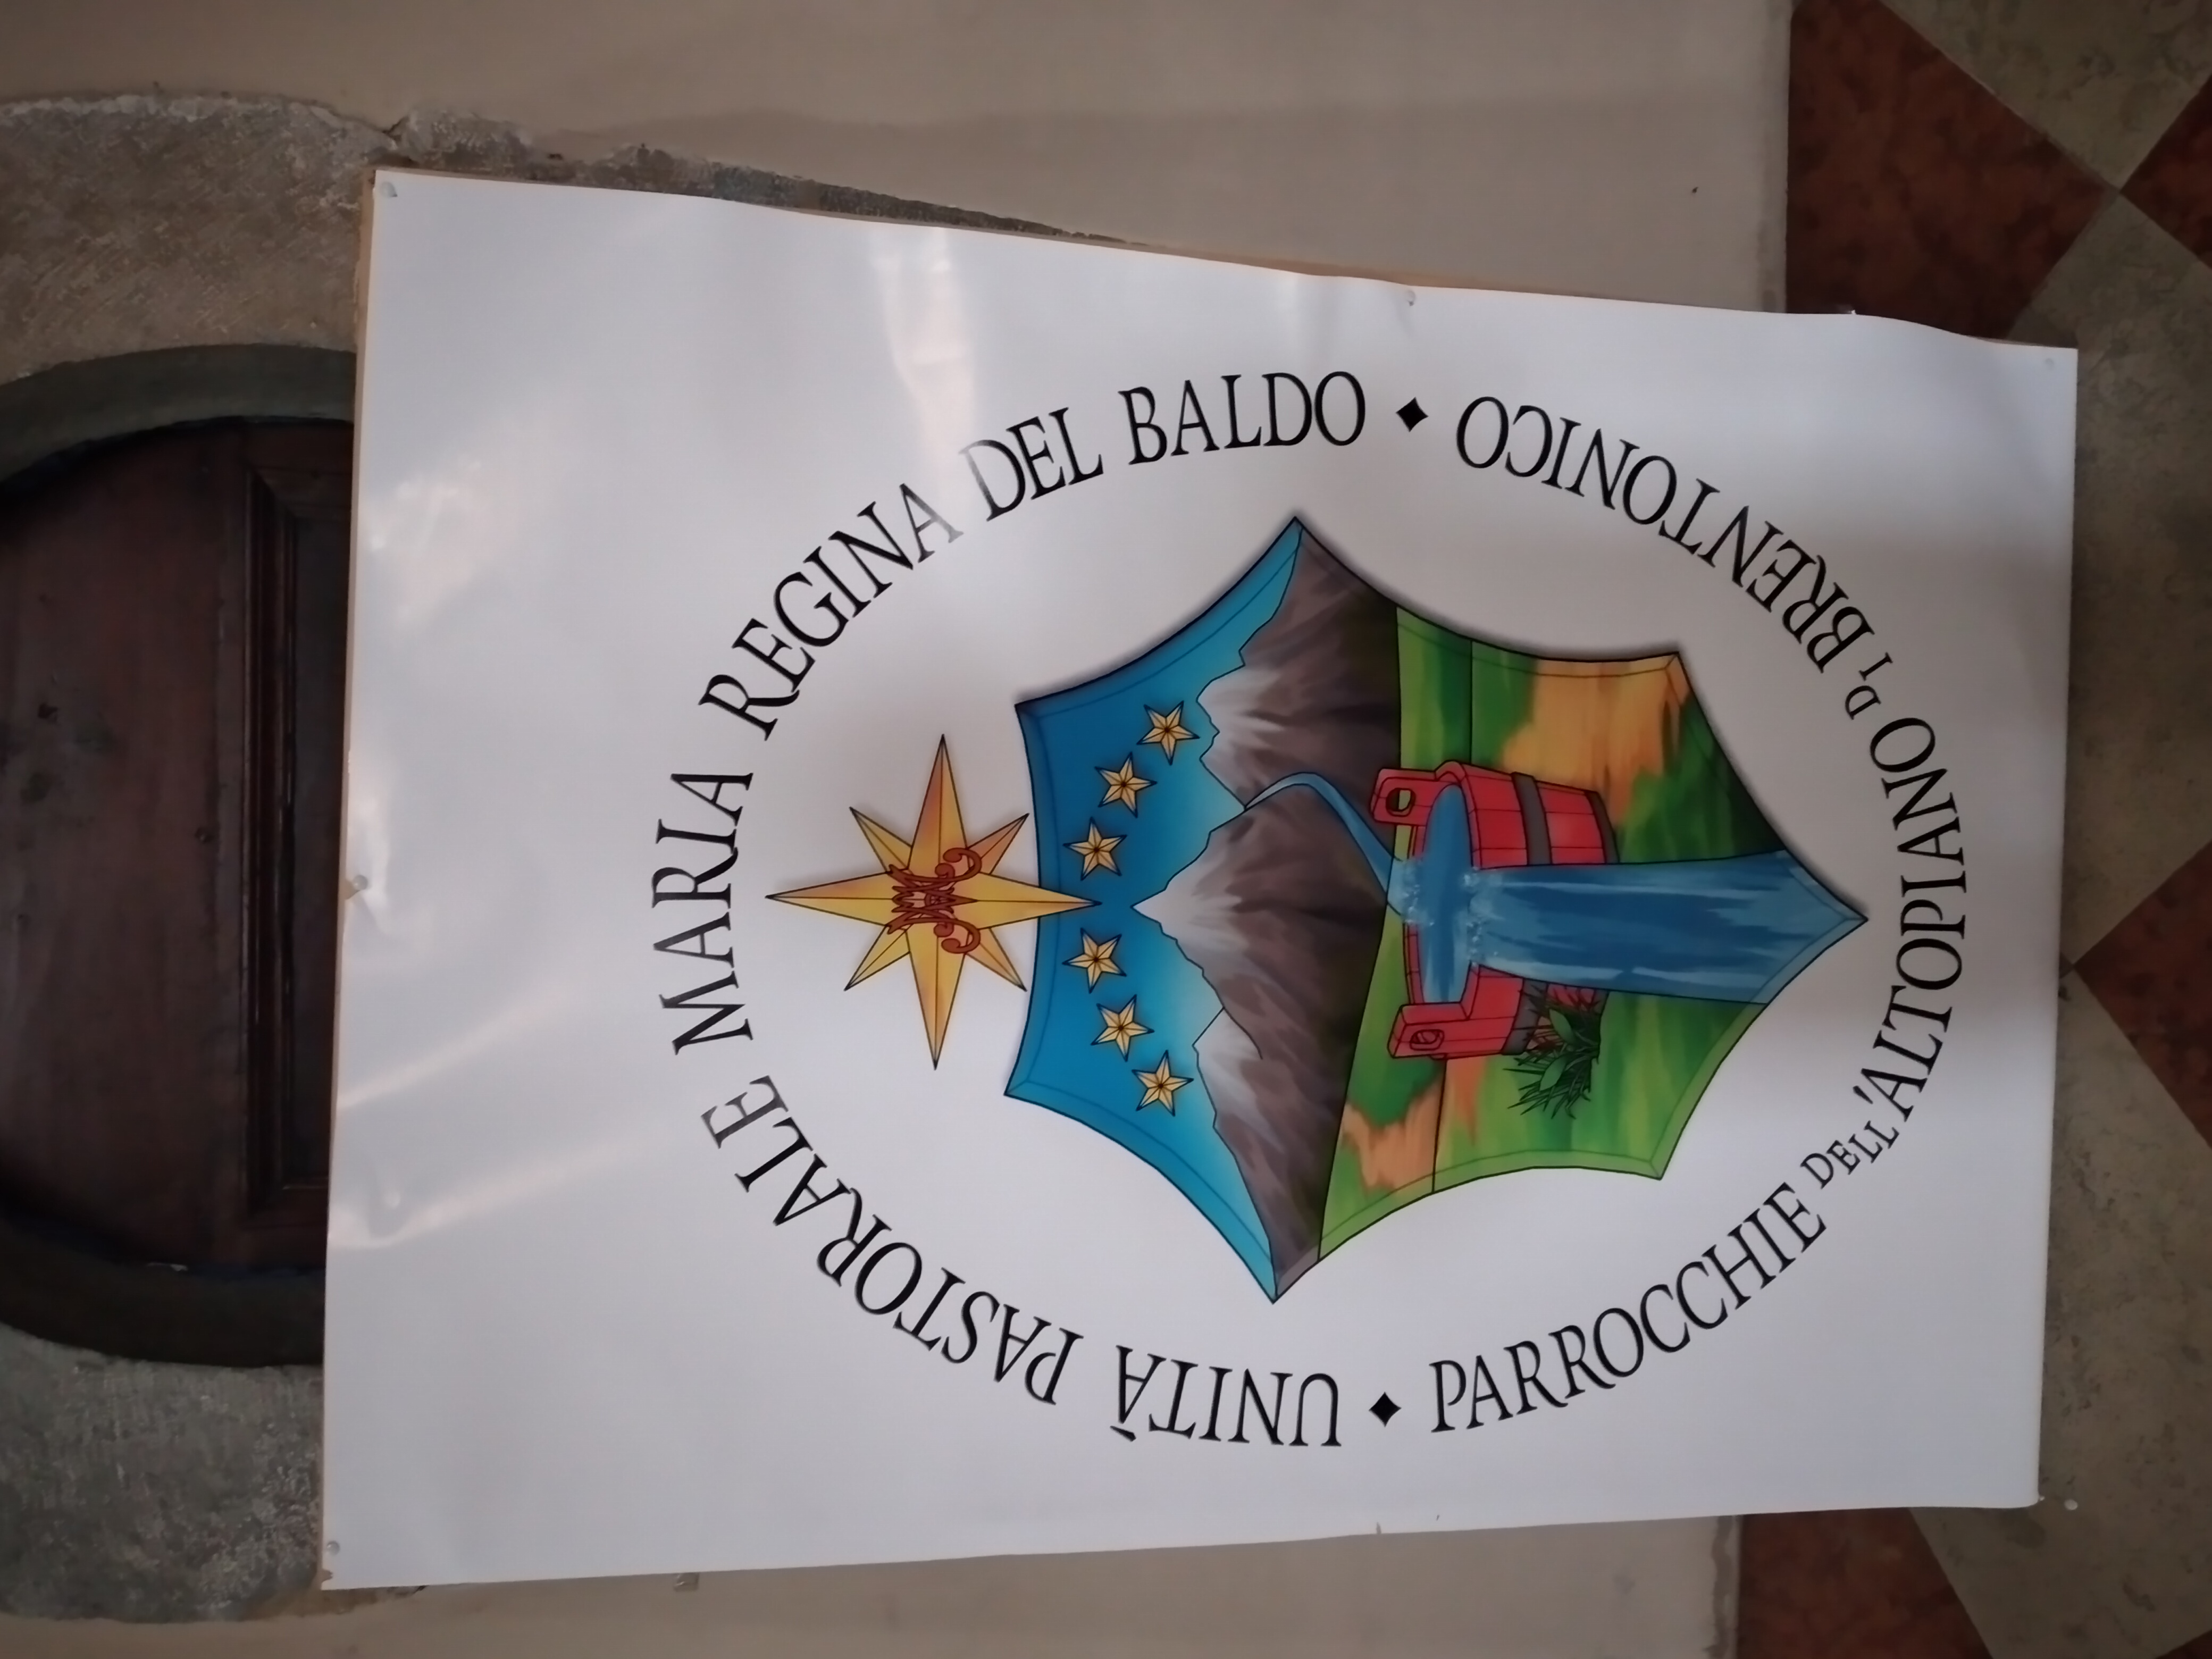 UNITÀ PASTORALE MARIA REGINA DEL BALDO
PARROCCHIE DELL'ALTOPIANO DI BRENTONICO